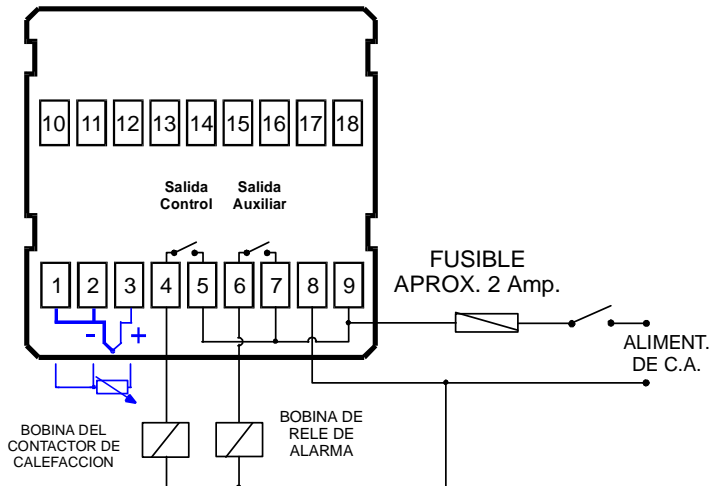 10 11 12 13 14 15 16 17 18
Salida
Control
Salida
Auxiliar
1 2 3 4 5 6 7 8 9
- +
FUSIBLE
APROX. 2 Amp.
ALIMENT.
DE C.A.
BOBINA DEL
CONTACTOR DE
CALEFACCION
BOBINA DE
RELE DE
ALARMA